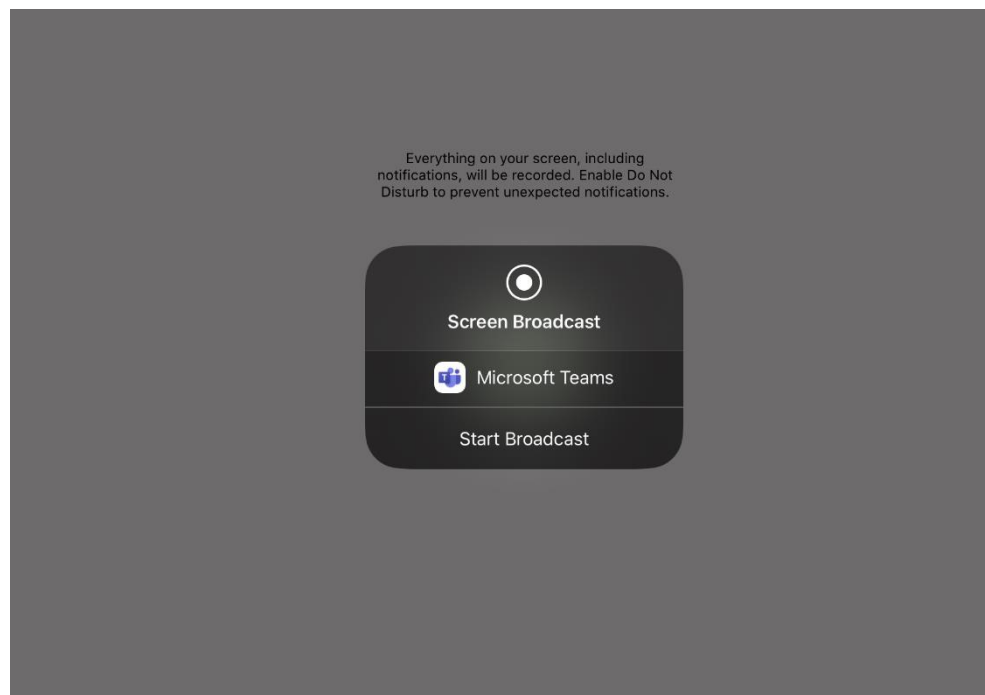 Everything on your screen, including
notifications, will be recorded. Enable Do Not
Disturb to prevent unexpected notifications.
Screen Broadcast
Microsoft Teams
Start Broadcast